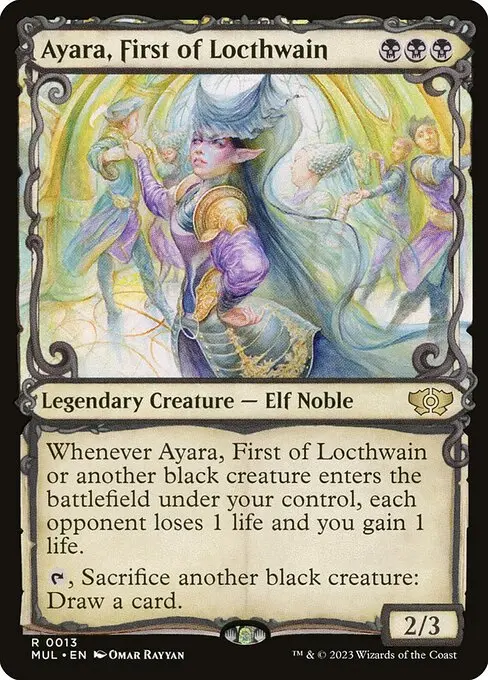 Ayara, First of Locthwain
Legendary Creature — Elf Noble
Whenever Ayara, First of Locthwain
or another black creature enters the
battlefield under your control, each
opponent loses 1 life and you gain 1
life.
, Sacrifice another black creature:
Draw a card.
2/3
R 0013
MUL • EN Omar Rayyan
™ & © 2023 Wizards of the Coast